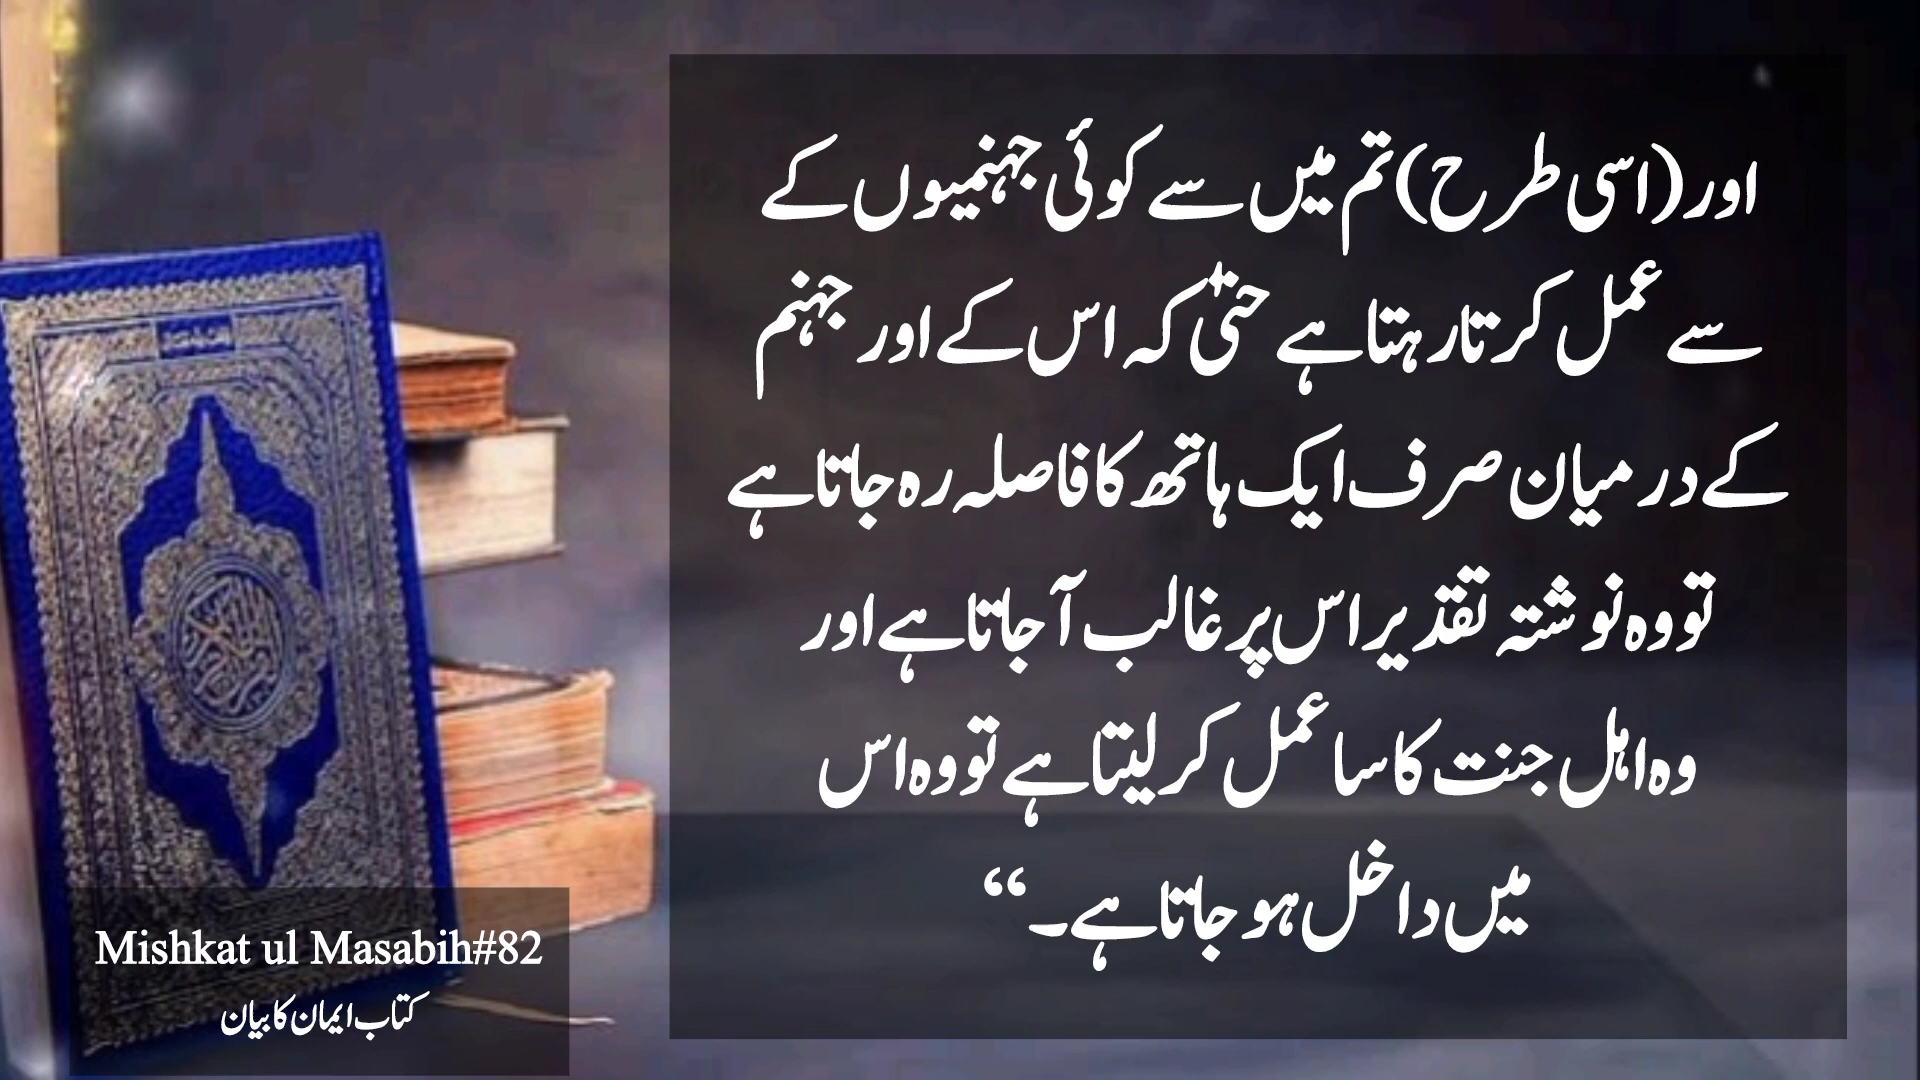 اور (اسی طرح) تم میں سے کوئی جہنمیوں کے
سے عمل کرتا رہتا ہے حتیٰ کہ اس کے اور جہنم
کے درمیان صرف ایک ہاتھ کا فاصلہ رہ جاتا ہے
تو وہ نوشتہ تقدیر اس پر غالب آ جاتا ہے اور
وہ اہل جنت کا سا عمل کر لیتا ہے تو وہ اس
میں داخل ہو جاتا ہے۔“
Mishkat ul Masabih#82
کتاب ایمان کا بیان